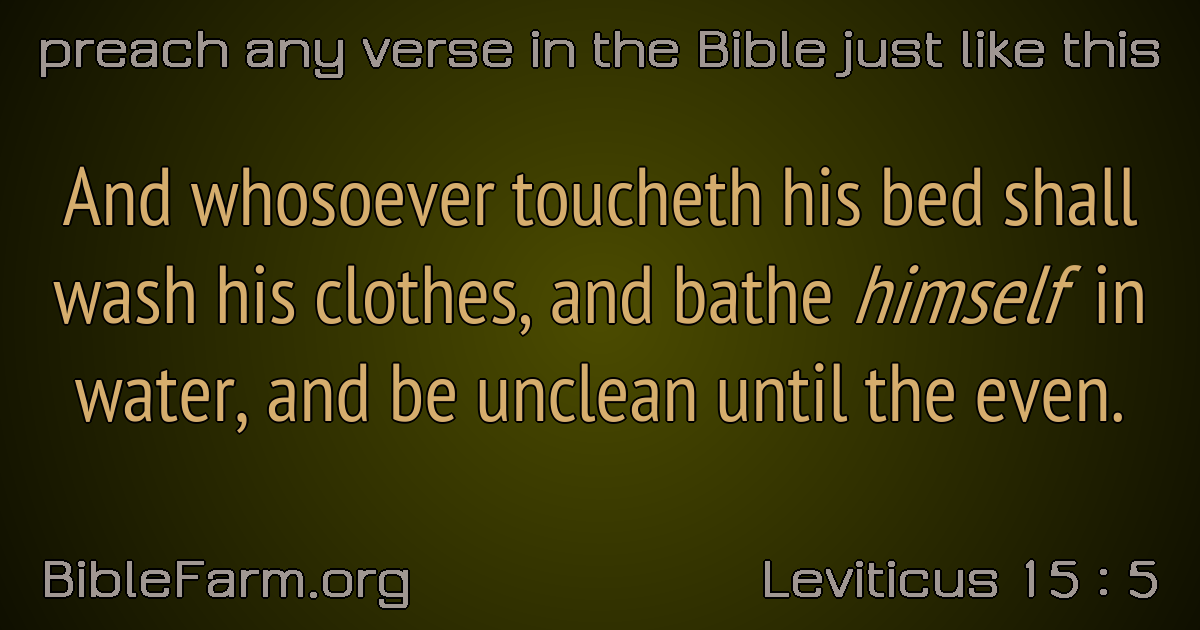 preach any verse in the Bible just like this
And whosoever toucheth his bed shall
wash his clothes, and bathe himself in
water, and be unclean until the even.
BibleFarm.org
Leviticus 15 : 5